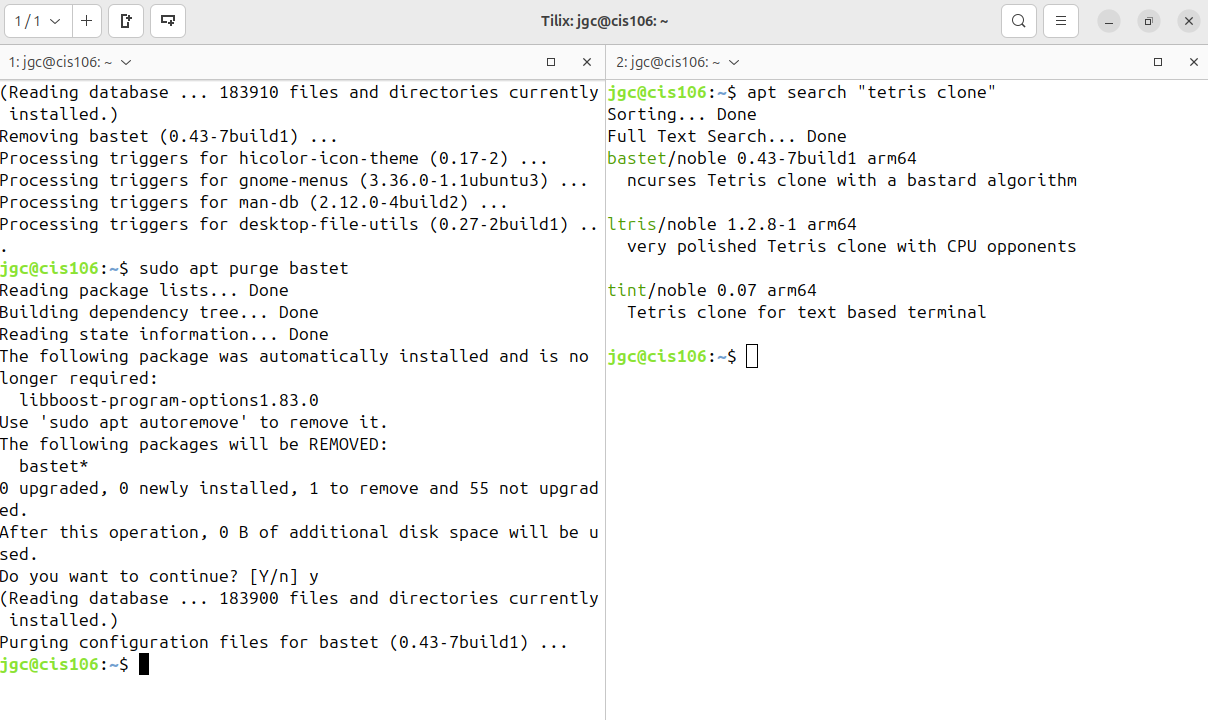 1 / 1
Tilix: jgc@cis106: ~
1: jgc@cis106: ~
(Reading database ... 183910 files and directories currently
 installed.)
Removing bastet (0.43-7build1) ...
Processing triggers for hicolor-icon-theme (0.17-2) ...
Processing triggers for gnome-menus (3.36.0-1.1ubuntu3) ...
Processing triggers for man-db (2.12.0-4build2) ...
Processing triggers for desktop-file-utils (0.27-2build1) ..
.
jgc@cis106:~$ sudo apt purge bastet
Reading package lists... Done
Building dependency tree... Done
Reading state information... Done
The following package was automatically installed and is no
longer required:
  libboost-program-options1.83.0
Use 'sudo apt autoremove' to remove it.
The following packages will be REMOVED:
  bastet*
0 upgraded, 0 newly installed, 1 to remove and 55 not upgrad
ed.
After this operation, 0 B of additional disk space will be u
sed.
Do you want to continue? [Y/n] y
(Reading database ... 183900 files and directories currently
 installed.)
Purging configuration files for bastet (0.43-7build1) ...
jgc@cis106:~$
2: jgc@cis106: ~
jgc@cis106:~$ apt search "tetris clone"
Sorting... Done
Full Text Search... Done
bastet/noble 0.43-7build1 arm64
  ncurses Tetris clone with a bastard algorithm
ltris/noble 1.2.8-1 arm64
  very polished Tetris clone with CPU opponents
tint/noble 0.07 arm64
  Tetris clone for text based terminal
jgc@cis106:~$